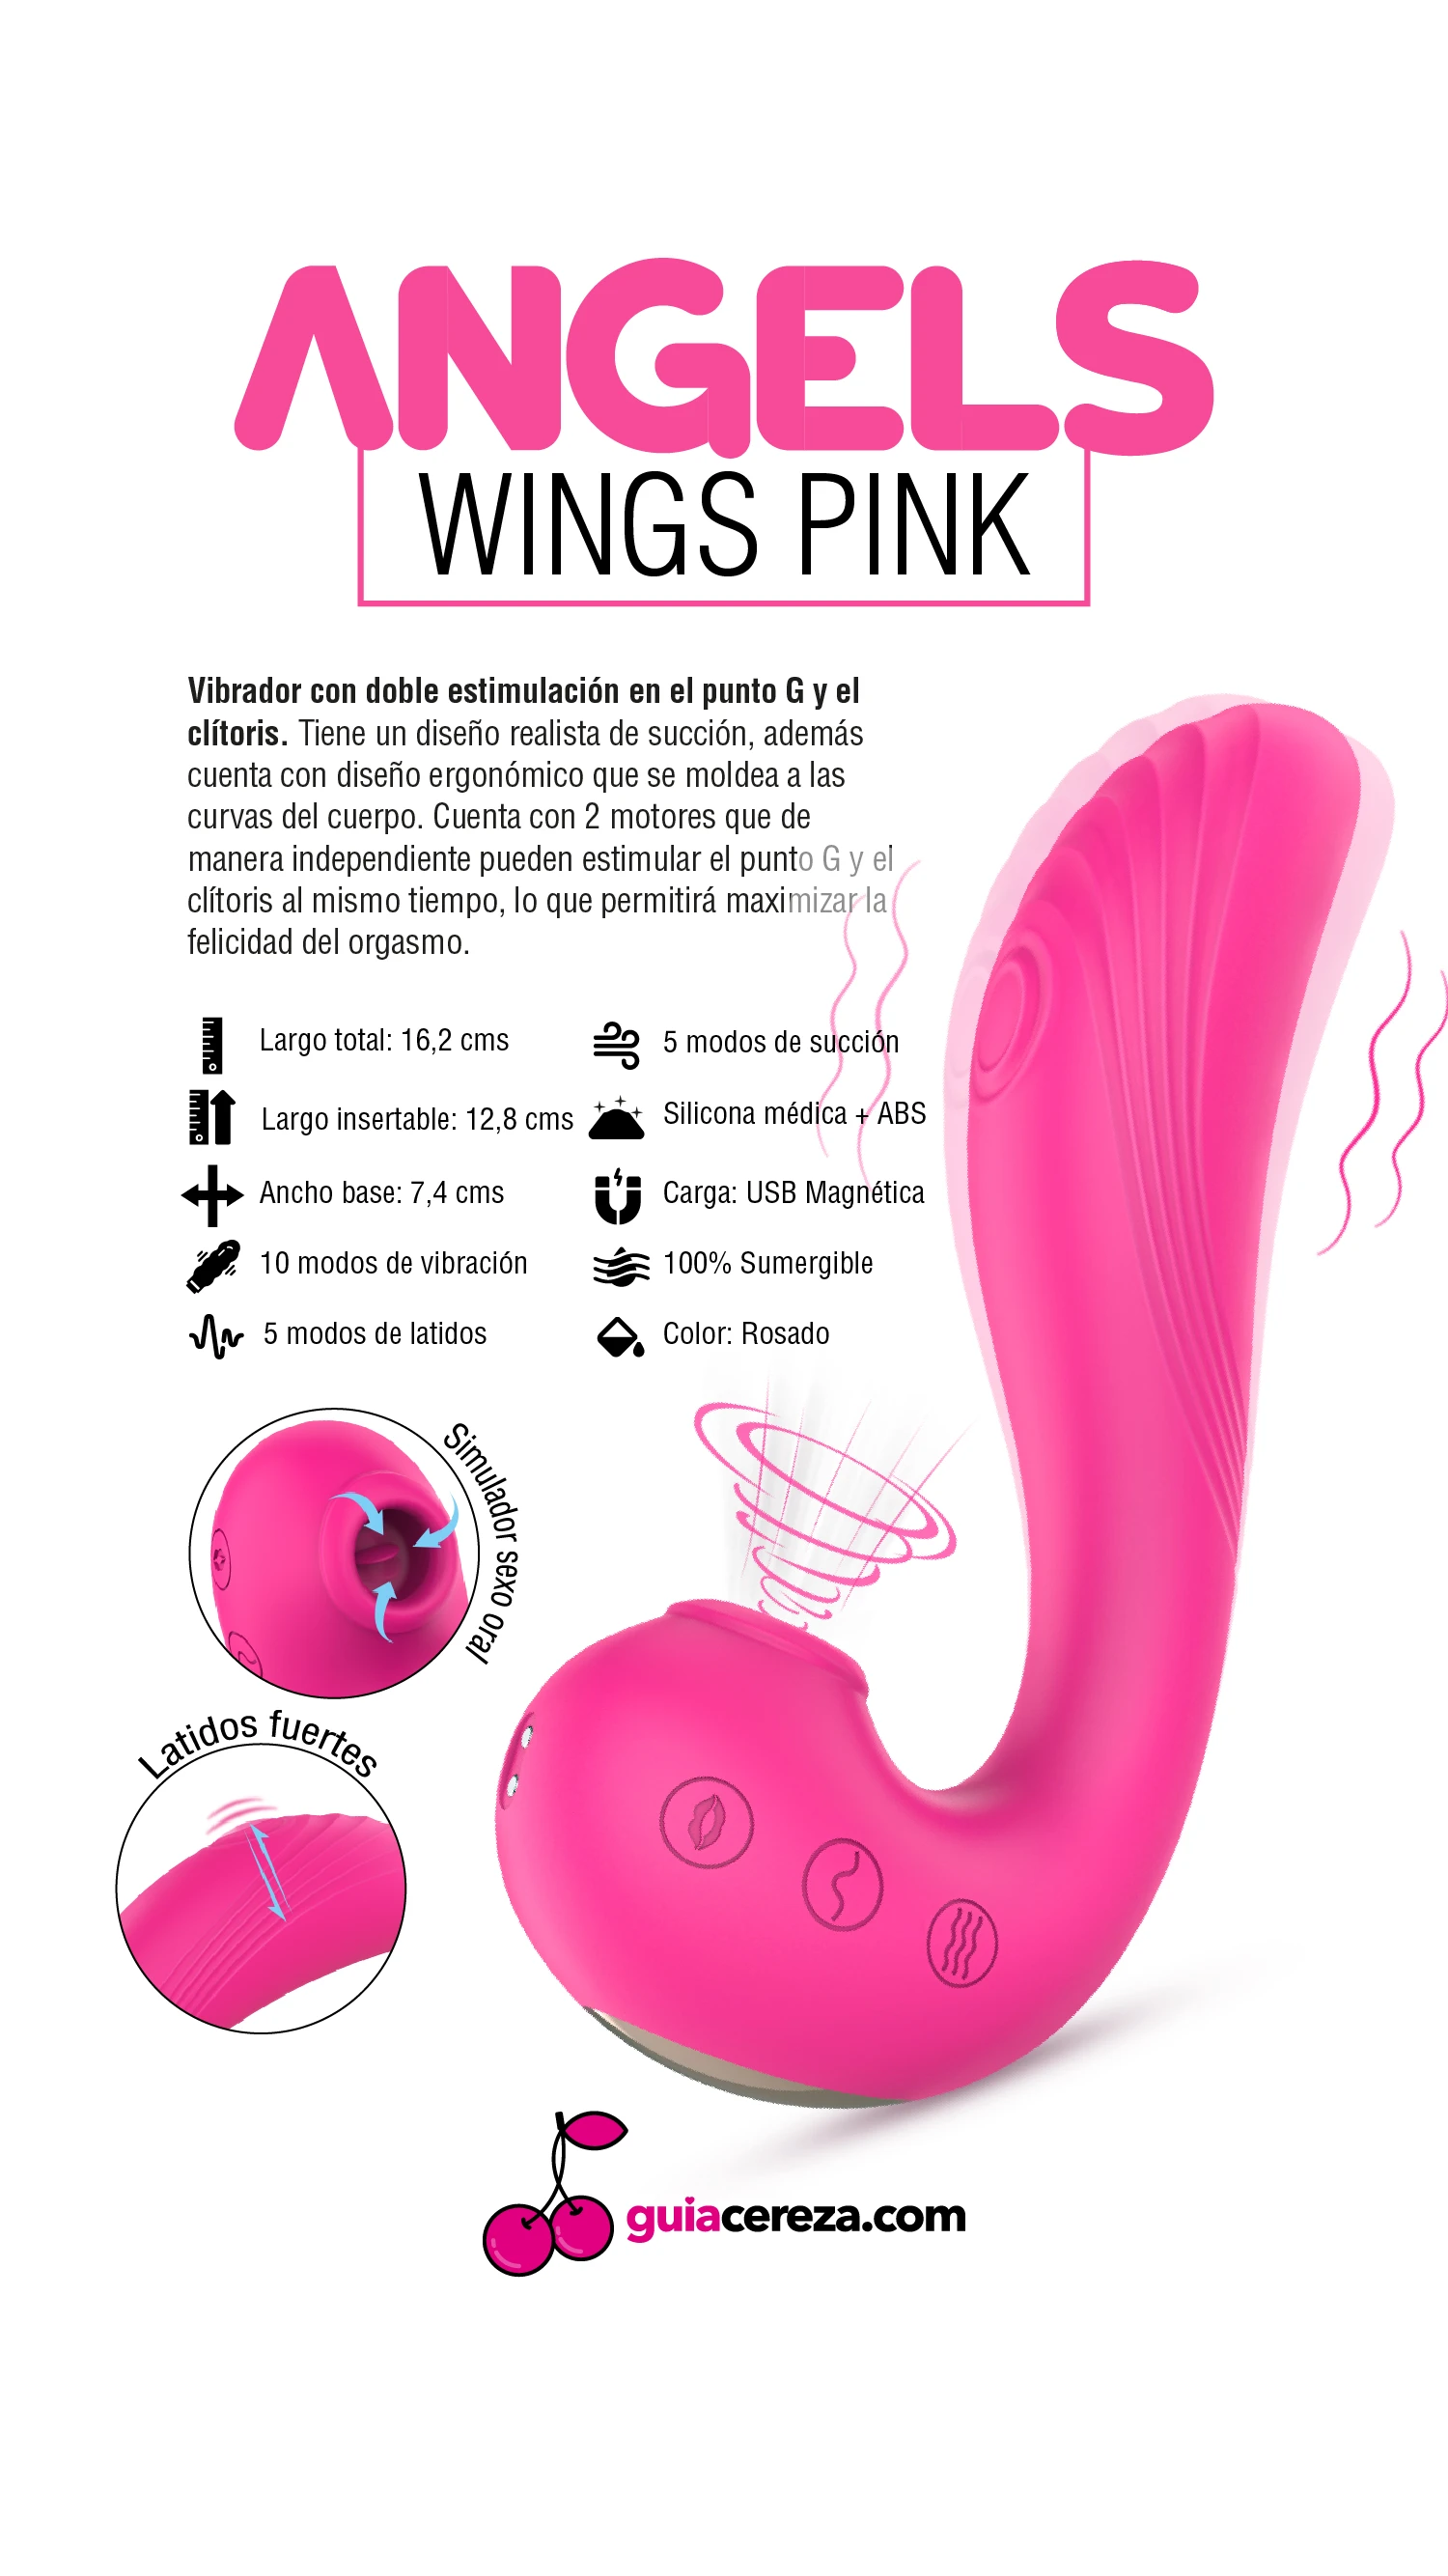 ANGELS
WINGS PINK
Vibrador con doble estimulación en el punto G y el
clítoris. Tiene un diseño realista de succión, además
cuenta con diseño ergonómico que se moldea a las
curvas del cuerpo. Cuenta con 2 motores que de
manera independiente pueden estimular el punto G y el
clítoris al mismo tiempo, lo que permitirá maximizar la
felicidad del orgasmo.
Largo total: 16,2 cms
Largo insertable: 12,8 cms
Ancho base: 7,4 cms
10 modos de vibración
5 modos de latidos
5 modos de succión
Silicona médica + ABS
Carga: USB Magnética
100% Sumergible
Color: Rosado
Simulador sexo oral
Latidos fuertes
guiacereza.com